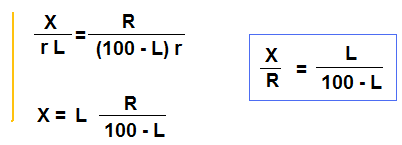 X / r L = R / (100 - L) r
X = L R / 100 - L
X / R = L / 100 - L